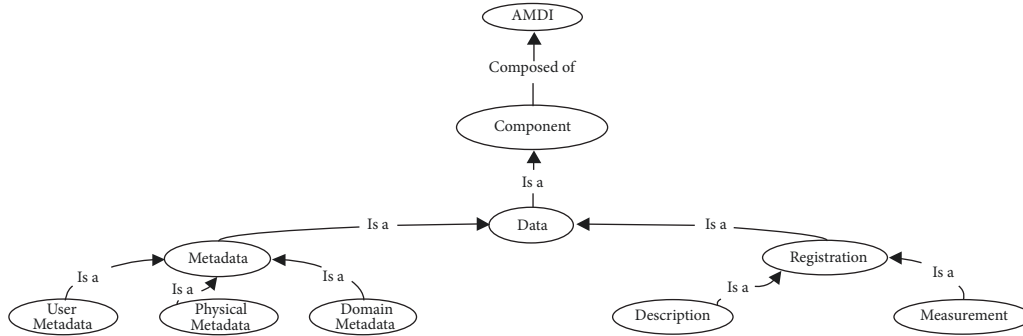 AMDI
Composed of
Component
Is a
Data
Is a
Is a
Metadata
Registration
Is a
Is a
Is a
Is a
Is a
User
Metadata
Physical
Metadata
Domain
Metadata
Description
Measurement